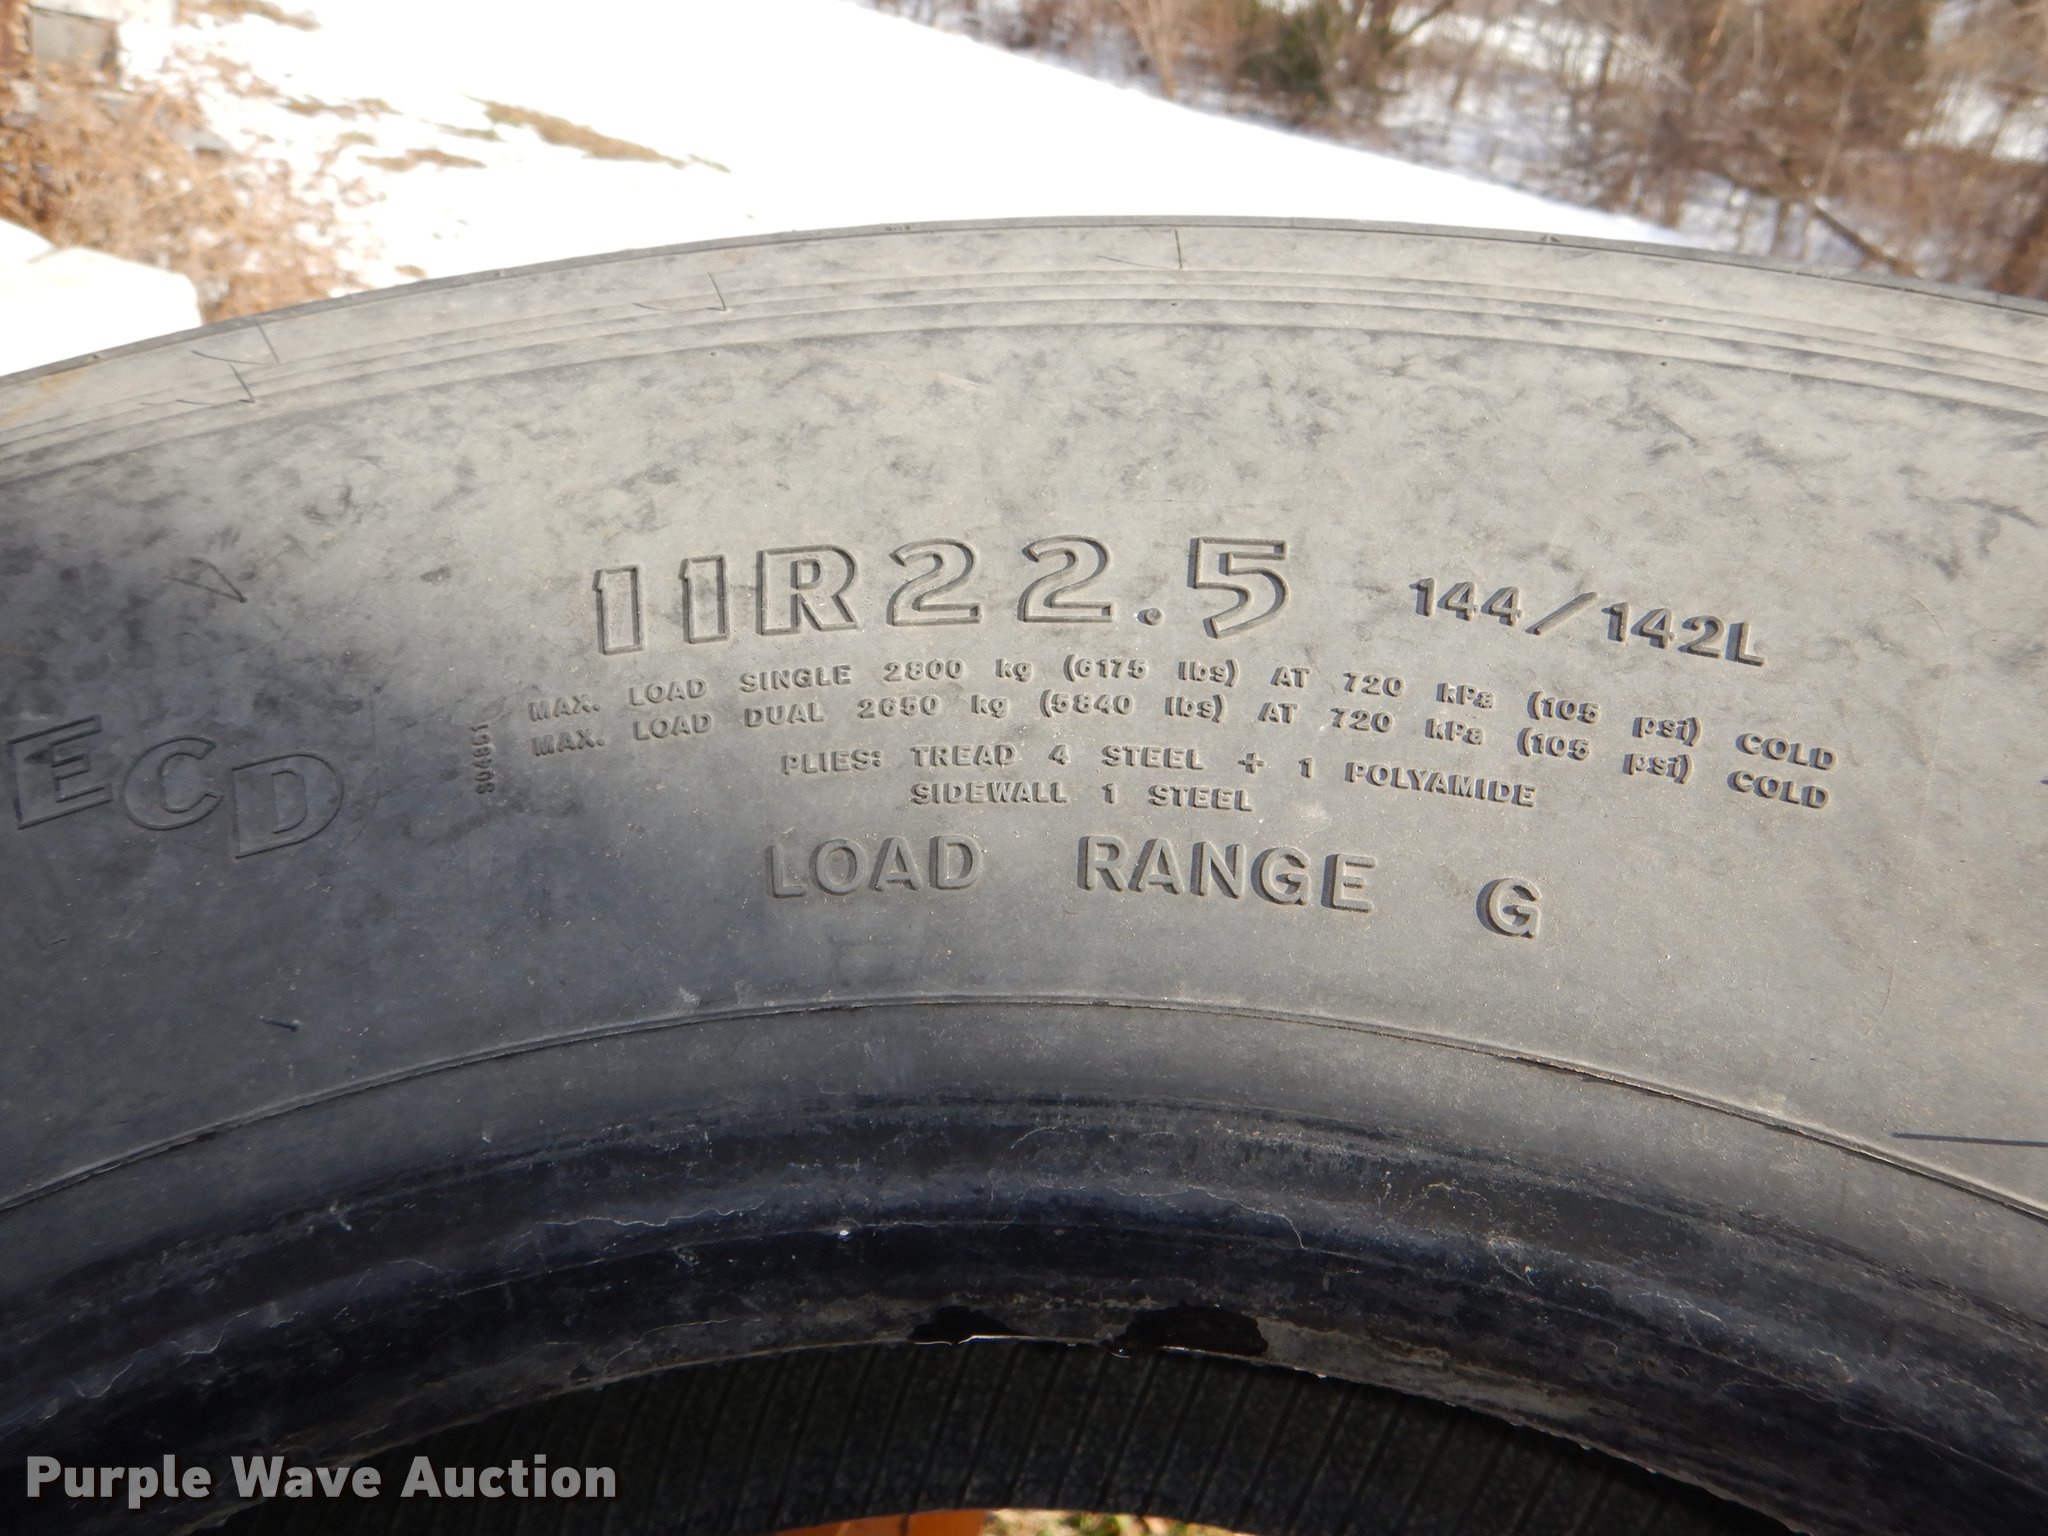 11R22.5 144/142L
MAX. LOAD SINGLE 2800 kg (6175 lbs) AT 720 kPa (105 psi) COLD
MAX. LOAD DUAL 2650 kg (5840 lbs) AT 720 kPa (105 psi) COLD
PLIES: TREAD 4 STEEL + 1 POLYAMIDE
SIDEWALL 1 STEEL
LOAD RANGE G
ECD
Purple Wave Auction